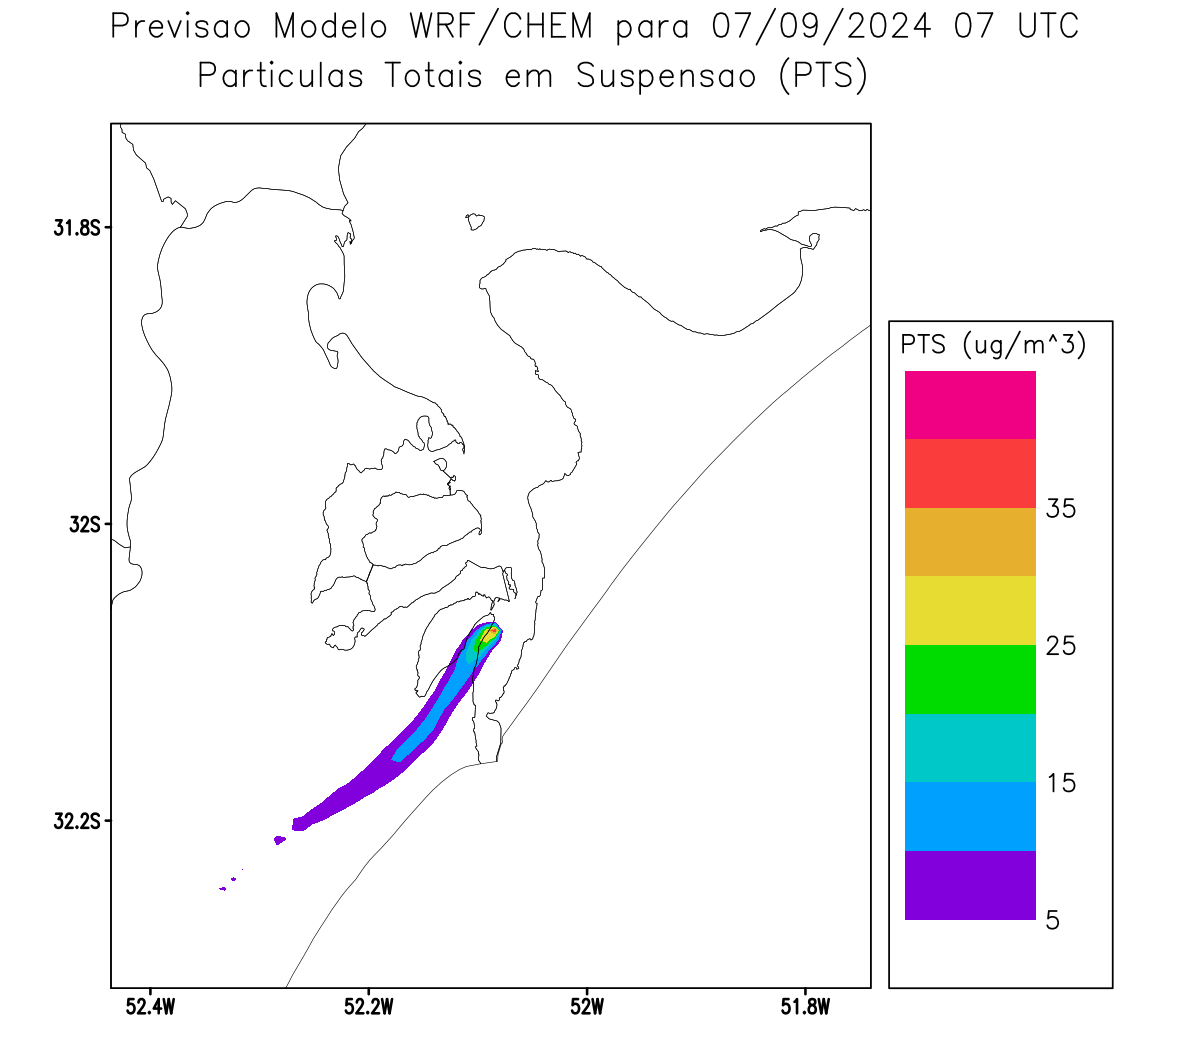 Previsao Modelo WRF/CHEM para 07/09/2024 07 UTC
Particulas Totais em Suspensao (PTS)
31.8S
32S
32.2S
52.4W
52.2W
52W
51.8W
PTS (ug/m^3)
35
25
15
5